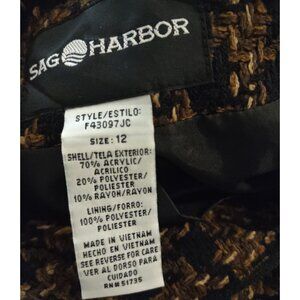 SAG HARBOR
STYLE/ESTILO:
F43097JC
SIZE: 12
SHELL/TELA EXTERIOR:
70% ACRYLIC/
ACRILICO
20% POLYESTER/
POLIESTER
10% RAYON/RAYON
LINING/FORRO:
100% POLYESTER/
POLIESTER
MADE IN VIETNAM
HECHO EN VIETNAM
SEE REVERSE FOR CARE
VER AL DORSO PARA
CUIDADO
RN# 51735